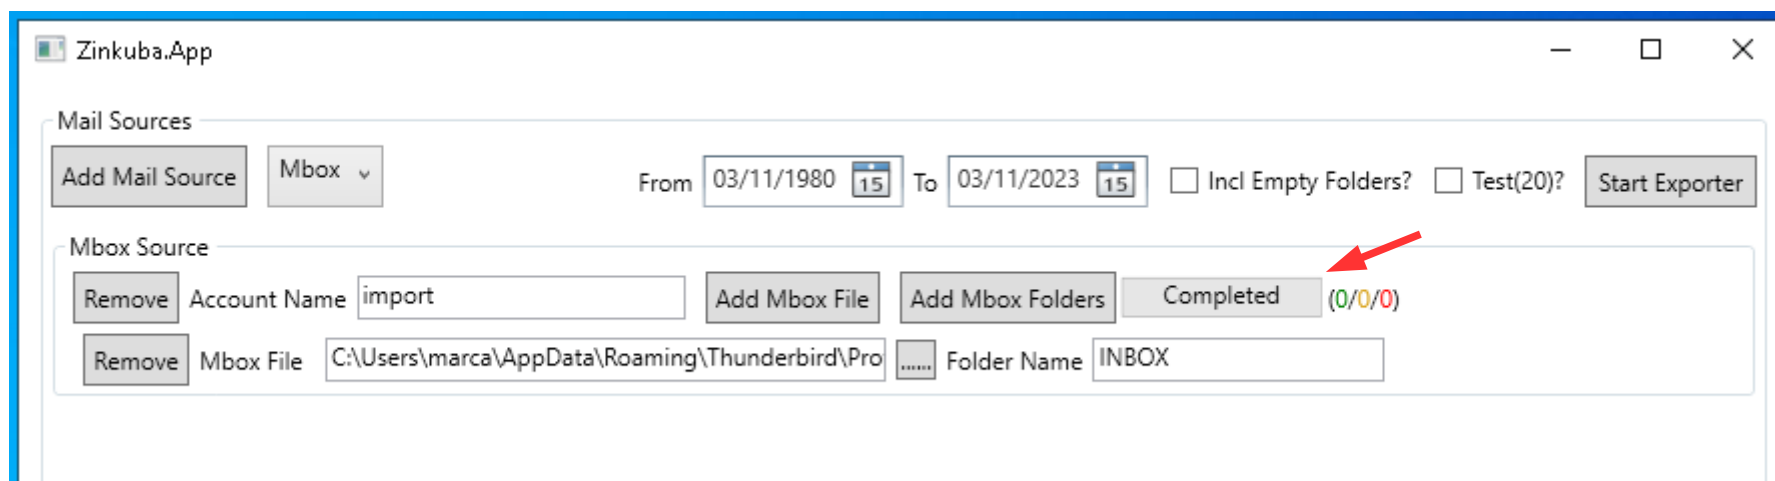 Zinkuba.App
Mail Sources
Add Mail Source Mbox From 03/11/1980 15 To 03/11/2023 15 Incl Empty Folders? Test(20)? Start Exporter
Mbox Source
Remove Account Name import Add Mbox File Add Mbox Folders Completed (0/0/0)
Remove Mbox File C:\Users\marca\AppData\Roaming\Thunderbird\Pro ...... Folder Name INBOX